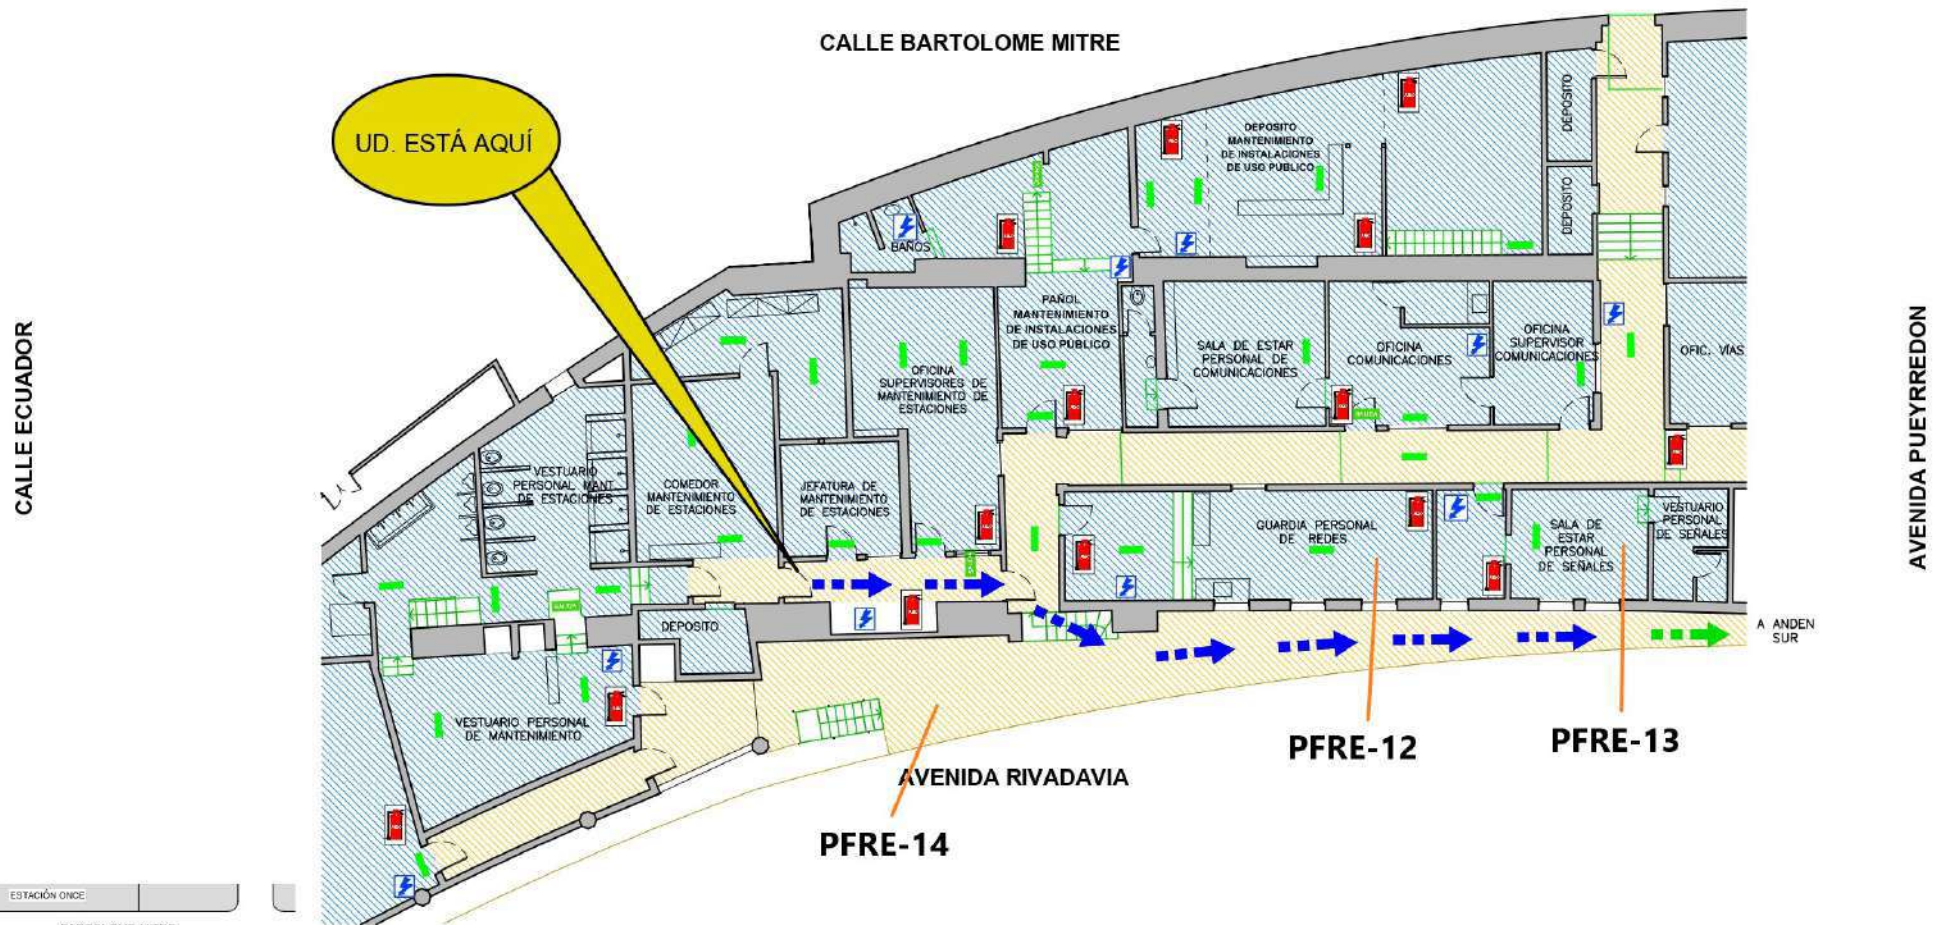 CALLE BARTOLOME MITRE
UD. ESTÁ AQUÍ
CALLE ECUADOR
AVENIDA PUEYRREDON
DEPOSITO
MANTENIMIENTO
DE INSTALACIONES
DE USO PUBLICO
DEPOSITO
DEPOSITO
BAÑOS
PAÑOL
MANTENIMIENTO
DE INSTALACIONES
DE USO PUBLICO
SALA DE ESTAR
PERSONAL DE
COMUNICACIONES
OFICINA
COMUNICACIONES
OFICINA
SUPERVISOR
COMUNICACIONES
OFIC. VÍAS
OFICINA
SUPERVISORES DE
MANTENIMIENTO DE
ESTACIONES
VESTUARIO
PERSONAL MANT.
DE ESTACIONES
COMEDOR
MANTENIMIENTO
DE ESTACIONES
JEFATURA DE
MANTENIMIENTO
DE ESTACIONES
GUARDIA PERSONAL
DE REDES
SALA DE
ESTAR
PERSONAL
DE SEÑALES
VESTUARIO
PERSONAL
DE SEÑALES
SALIDA
SALIDA
DEPOSITO
A ANDEN
SUR
VESTUARIO PERSONAL
DE MANTENIMIENTO
PFRE-12
PFRE-13
AVENIDA RIVADAVIA
PFRE-14
ESTACIÓN ONCE